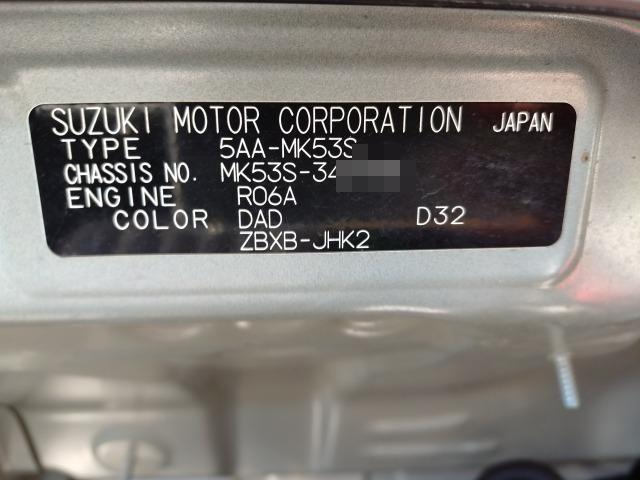 SUZUKI MOTOR CORPORATION JAPAN
TYPE 5AA-MK53S
CHASSIS NO. MK53S-34
ENGINE R06A
COLOR DAD D32
ZBXB-JHK2